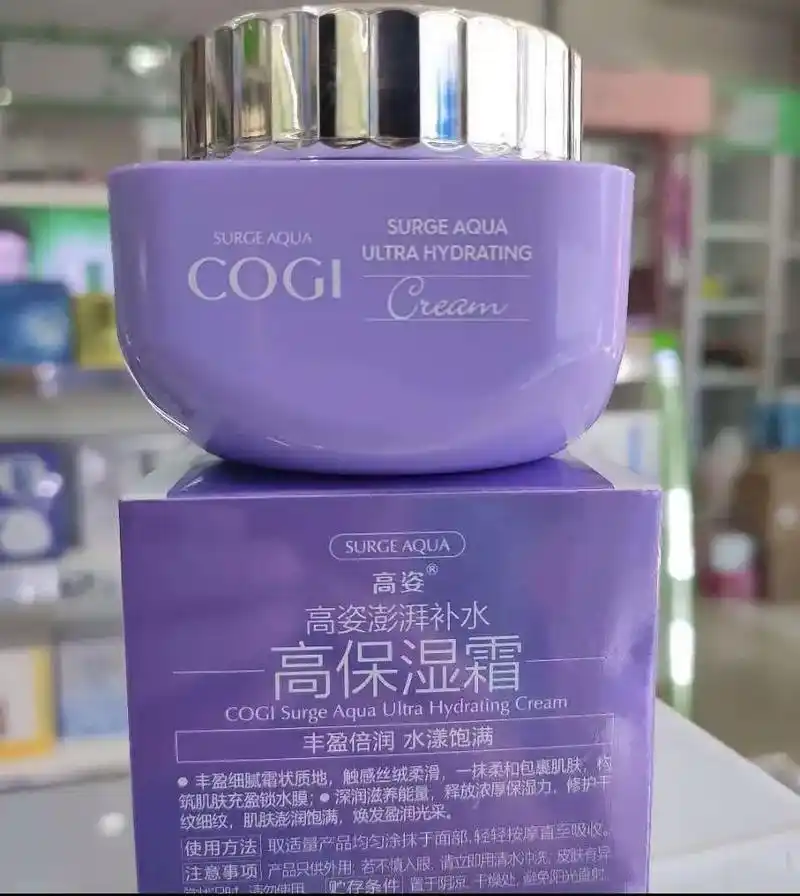 SURGE AQUA
COGI
SURGE AQUA
ULTRA HYDRATING
Cream
SURGE AQUA
高姿®
高姿澎湃补水
高保湿霜
COGI Surge Aqua Ultra Hydrating Cream
丰盈倍润 水漾饱满
● 丰盈细腻霜状质地，触感丝绒柔滑，一抹柔和包裹肌肤，构
筑肌肤充盈锁水膜；● 深润滋养能量，释放浓厚保湿力，修护干
纹细纹，肌肤澎润饱满，焕发盈润光采。
使用方法 取适量产品均匀涂抹于面部,轻轻按摩直至吸收。
注意事项 产品只供外用; 若不慎入眼, 请立即用清水冲洗, 皮肤有异
常状况时, 请勿使用. 贮存条件 置于阴凉、干燥处, 避免阳光直射.